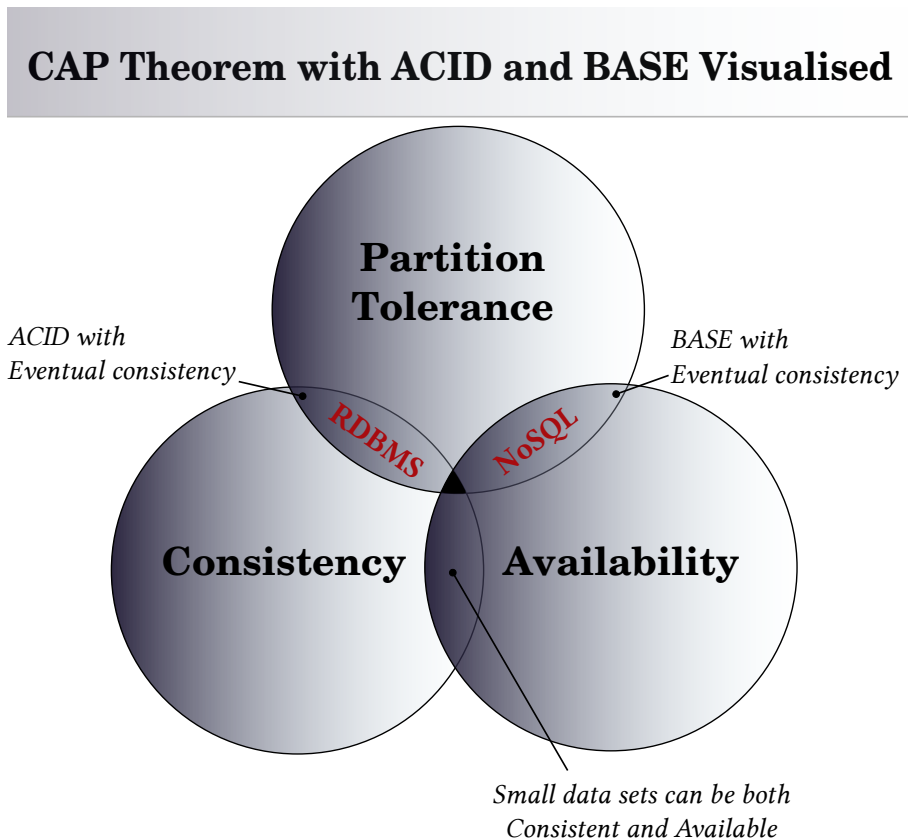 CAP Theorem with ACID and BASE Visualised
Partition
Tolerance
ACID with
Eventual consistency
BASE with
Eventual consistency
RDBMS
NoSQL
Consistency
Availability
Small data sets can be both
Consistent and Available